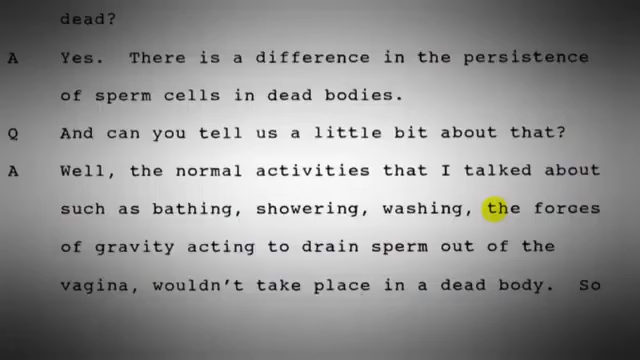 dead?
A Yes. There is a difference in the persistence
of sperm cells in dead bodies.
Q And can you tell us a little bit about that?
A Well, the normal activities that I talked about
such as bathing, showering, washing, the forces
of gravity acting to drain sperm out of the
vagina, wouldn't take place in a dead body. So